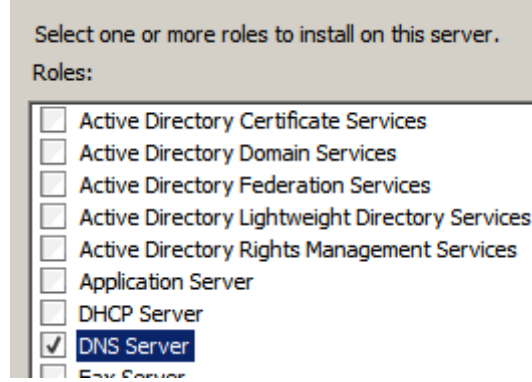 Select one or more roles to install on this server.
Roles:
Active Directory Certificate Services
Active Directory Domain Services
Active Directory Federation Services
Active Directory Lightweight Directory Services
Active Directory Rights Management Services
Application Server
DHCP Server
DNS Server
Fax Server